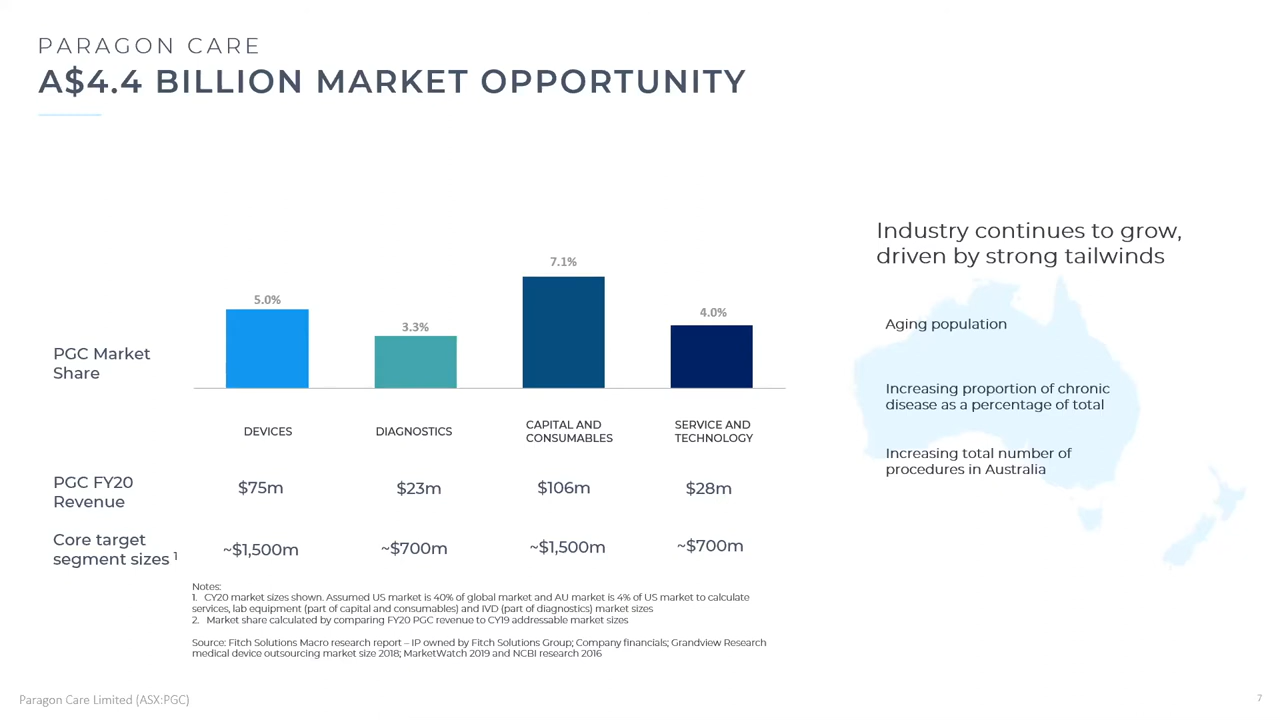 PARAGON CARE
A$4.4 BILLION MARKET OPPORTUNITY
5.0%
3.3%
7.1%
4.0%
PGC Market
Share
DEVICES
DIAGNOSTICS
CAPITAL AND
CONSUMABLES
SERVICE AND
TECHNOLOGY
PGC FY20
Revenue
$75m
$23m
$106m
$28m
Core target
segment sizes 1
~$1,500m
~$700m
~$1,500m
~$700m
Notes:
1. CY20 market sizes shown. Assumed US market is 40% of global market and AU market is 4% of US market to calculate
services, lab equipment (part of capital and consumables) and IVD (part of diagnostics) market sizes
2. Market share calculated by comparing FY20 PGC revenue to CY19 addressable market sizes
Source: Fitch Solutions Macro research report – IP owned by Fitch Solutions Group; Company financials; Grandview Research
medical device outsourcing market size 2018; MarketWatch 2019 and NCBI research 2016
Industry continues to grow,
driven by strong tailwinds
Aging population
Increasing proportion of chronic
disease as a percentage of total
Increasing total number of
procedures in Australia
Paragon Care Limited (ASX:PGC)
7